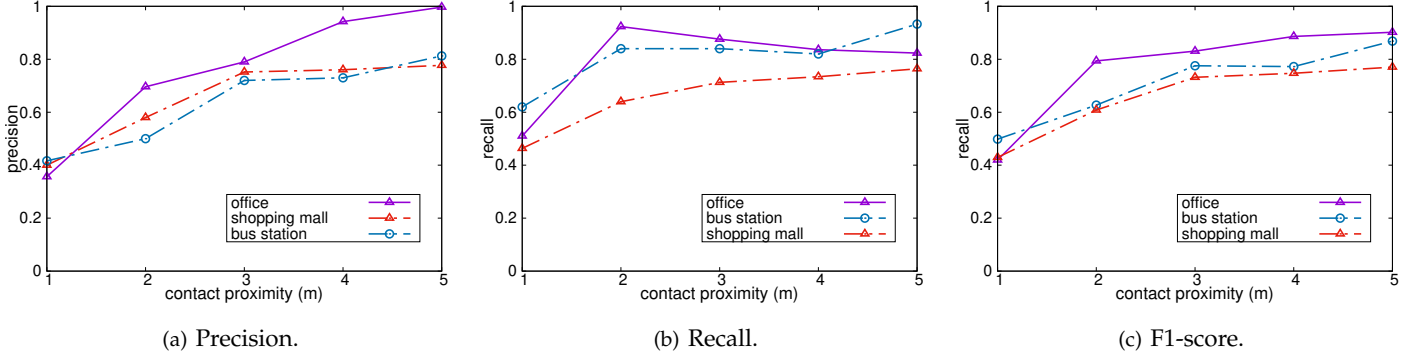 precision
1
0.8
0.6
0.4
0.2
0
office
shopping mall
bus station
1 2 3 4 5
contact proximity (m)
(a) Precision.
recall
1
0.8
0.6
0.4
0.2
0
office
bus station
shopping mall
1 2 3 4 5
contact proximity (m)
(b) Recall.
recall
1
0.8
0.6
0.4
0.2
0
office
bus station
shopping mall
1 2 3 4 5
contact proximity (m)
(c) F1-score.